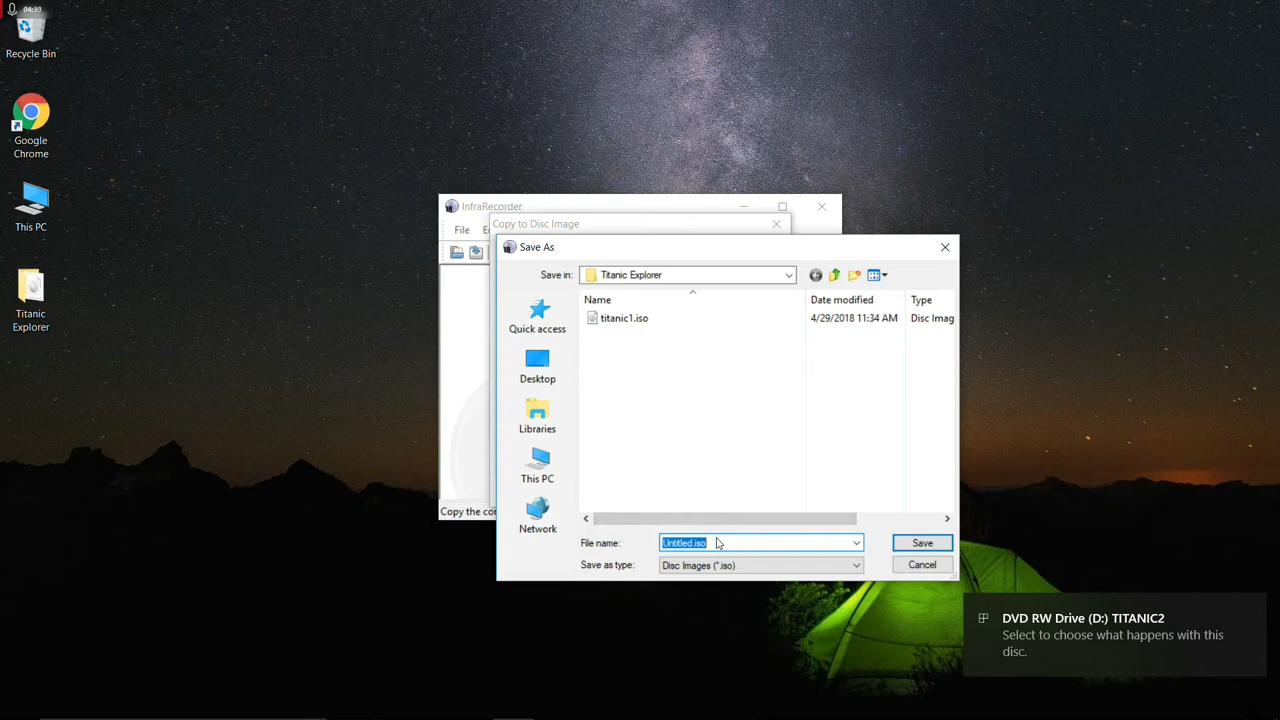 04:39
Recycle Bin
Google
Chrome
This PC
Titanic
Explorer
InfraRecorder
File
Copy to Disc Image
Save As
Save in:
Titanic Explorer
Name
Date modified
Type
titanic1.iso
4/29/2018 11:34 AM
Disc Imag
Quick access
Desktop
Libraries
This PC
Network
Copy the co
File name:
Untitled.iso
Save
Save as type:
Disc Images (*.iso)
Cancel
DVD RW Drive (D:) TITANIC2
Select to choose what happens with this
disc.